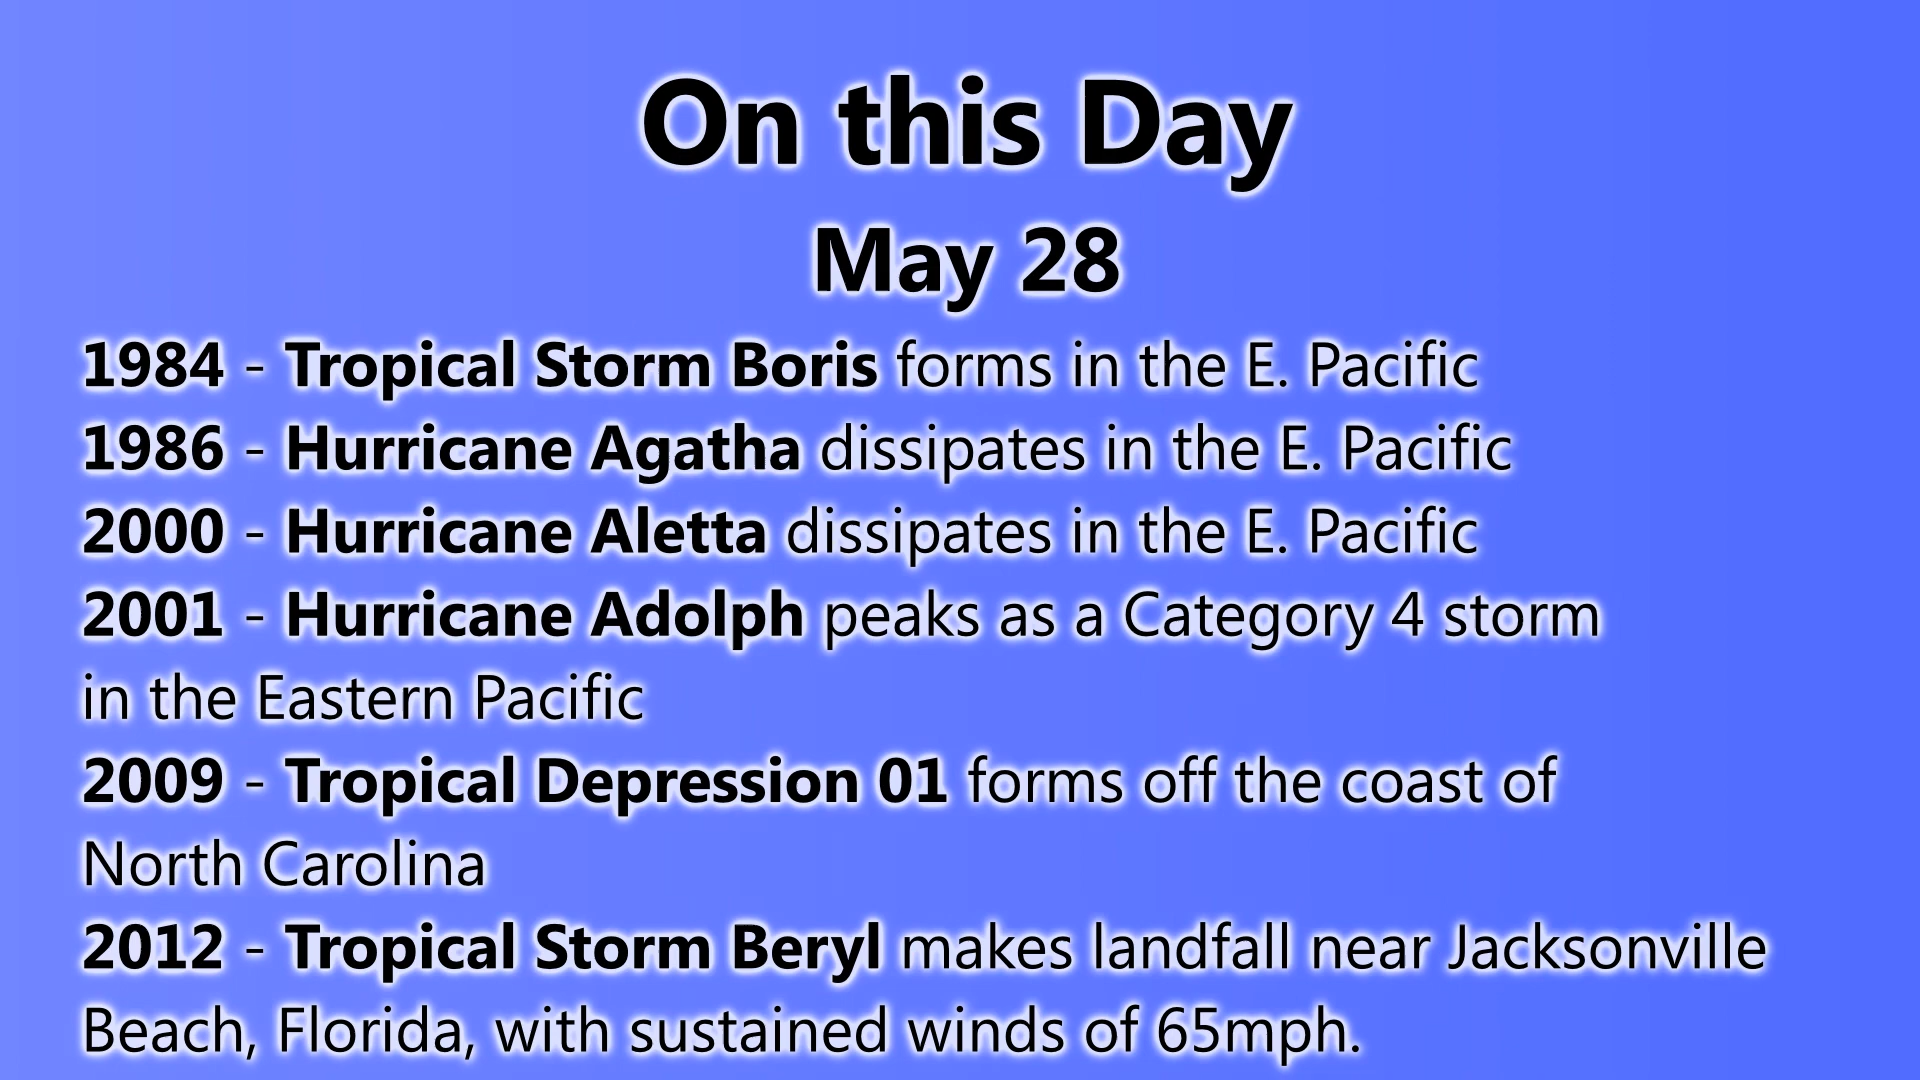 On this Day
May 28
1984 - Tropical Storm Boris forms in the E. Pacific
1986 - Hurricane Agatha dissipates in the E. Pacific
2000 - Hurricane Aletta dissipates in the E. Pacific
2001 - Hurricane Adolph peaks as a Category 4 storm
in the Eastern Pacific
2009 - Tropical Depression 01 forms off the coast of
North Carolina
2012 - Tropical Storm Beryl makes landfall near Jacksonville
Beach, Florida, with sustained winds of 65mph.